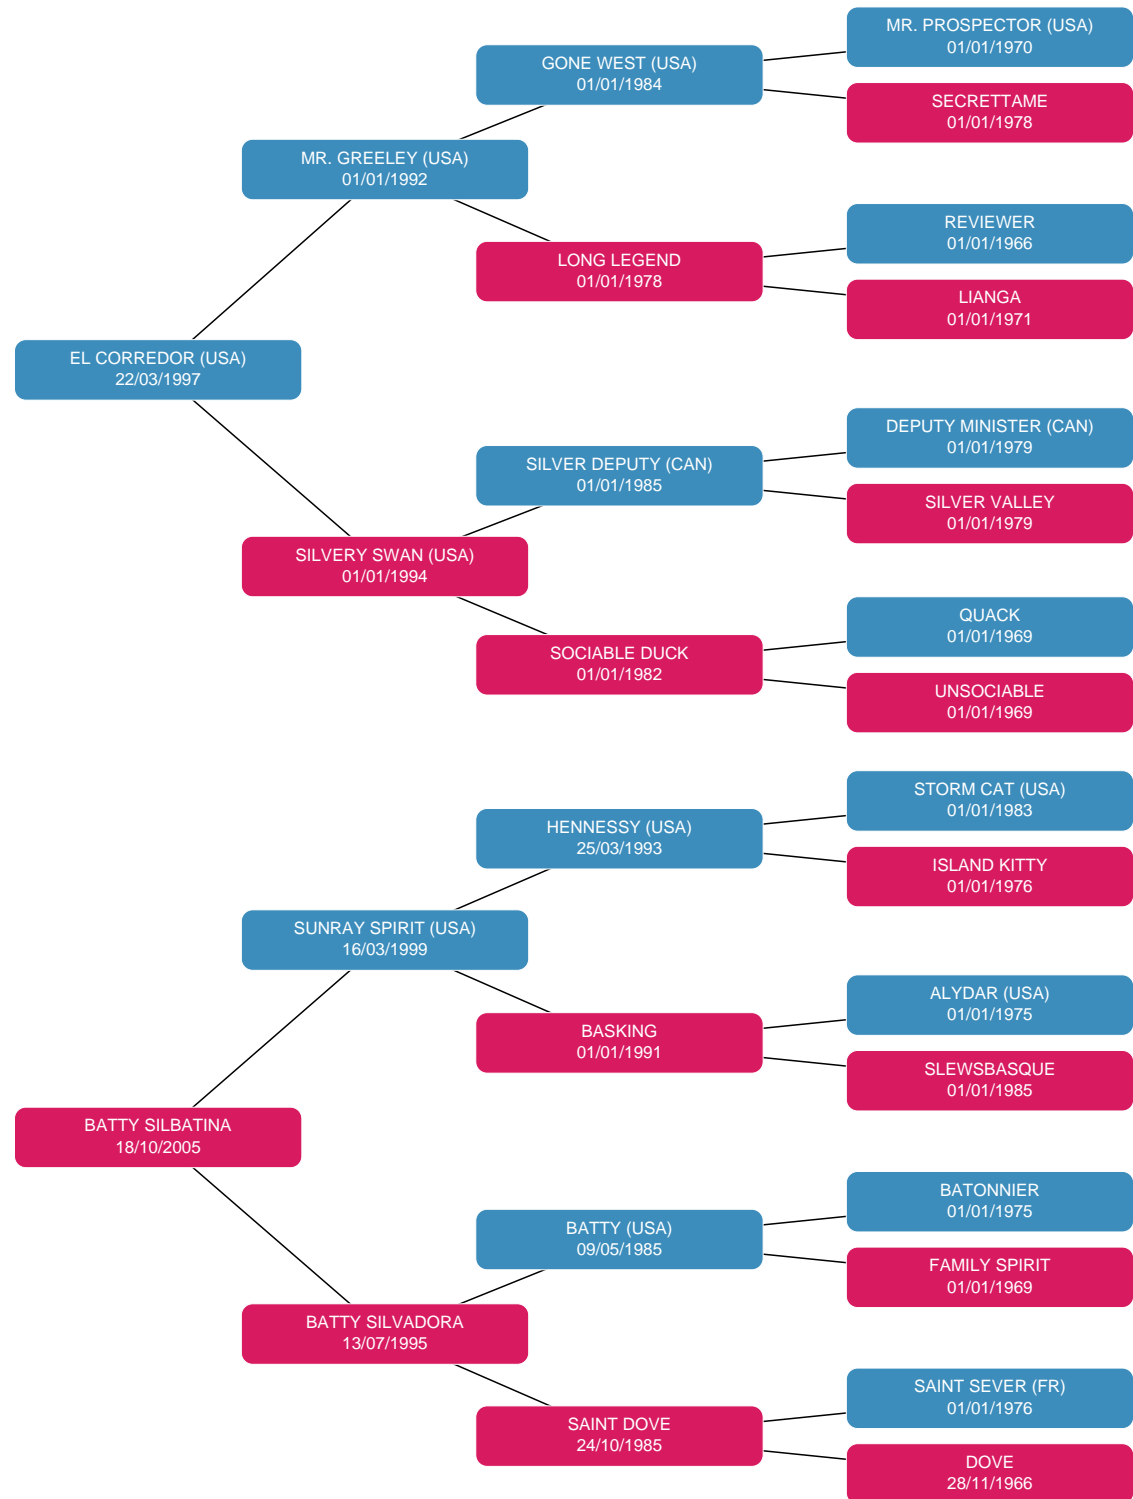 MR. PROSPECTOR (USA)
01/01/1970
GONE WEST (USA)
01/01/1984
SECRETTAME
01/01/1978
MR. GREELEY (USA)
01/01/1992
REVIEWER
01/01/1966
LONG LEGEND
01/01/1978
LIANGA
01/01/1971
EL CORREDOR (USA)
22/03/1997
DEPUTY MINISTER (CAN)
01/01/1979
SILVER DEPUTY (CAN)
01/01/1985
SILVER VALLEY
01/01/1979
SILVERY SWAN (USA)
01/01/1994
QUACK
01/01/1969
SOCIABLE DUCK
01/01/1982
UNSOCIABLE
01/01/1969
STORM CAT (USA)
01/01/1983
HENNESSY (USA)
25/03/1993
ISLAND KITTY
01/01/1976
SUNRAY SPIRIT (USA)
16/03/1999
ALYDAR (USA)
01/01/1975
BASKING
01/01/1991
SLEWSBASQUE
01/01/1985
BATTY SILBATINA
18/10/2005
BATONNIER
01/01/1975
BATTY (USA)
09/05/1985
FAMILY SPIRIT
01/01/1969
BATTY SILVADORA
13/07/1995
SAINT SEVER (FR)
01/01/1976
SAINT DOVE
24/10/1985
DOVE
28/11/1966